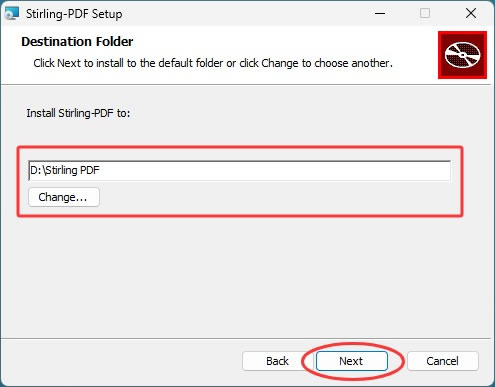 Stirling-PDF Setup
Destination Folder
Click Next to install to the default folder or click Change to choose another.
Install Stirling-PDF to:
D:\Stirling PDF
Change...
Back
Next
Cancel